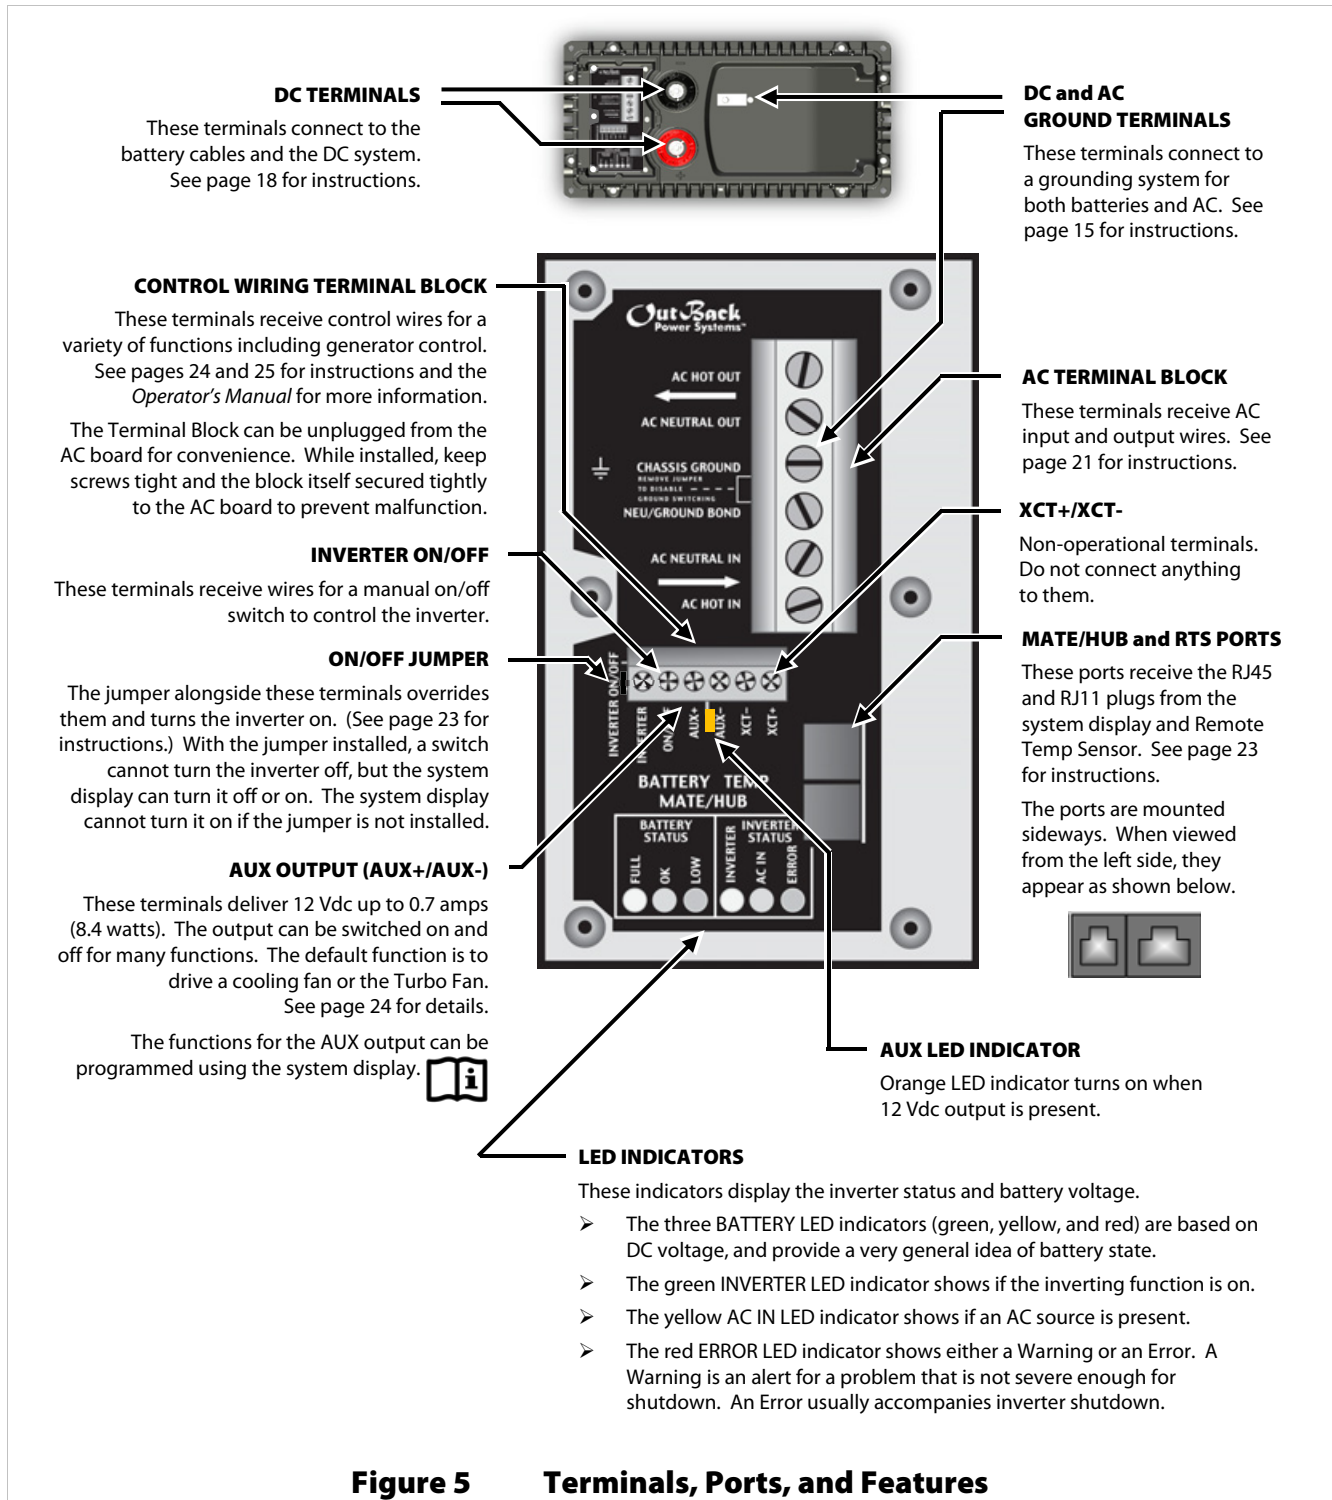 DC TERMINALS
These terminals connect to the
battery cables and the DC system.
See page 18 for instructions.
DC and AC
GROUND TERMINALS
These terminals connect to
a grounding system for
both batteries and AC. See
page 15 for instructions.
CONTROL WIRING TERMINAL BLOCK
These terminals receive control wires for a
variety of functions including generator control.
See pages 24 and 25 for instructions and the
Operator's Manual for more information.
The Terminal Block can be unplugged from the
AC board for convenience. While installed, keep
screws tight and the block itself secured tightly
to the AC board to prevent malfunction.
INVERTER ON/OFF
These terminals receive wires for a manual on/off
switch to control the inverter.
ON/OFF JUMPER
The jumper alongside these terminals overrides
them and turns the inverter on. (See page 23 for
instructions.) With the jumper installed, a switch
cannot turn the inverter off, but the system
display can turn it off or on. The system display
cannot turn it on if the jumper is not installed.
AUX OUTPUT (AUX+/AUX-)
These terminals deliver 12 Vdc up to 0.7 amps
(8.4 watts). The output can be switched on and
off for many functions. The default function is to
drive a cooling fan or the Turbo Fan.
See page 24 for details.
The functions for the AUX output can be
programmed using the system display.
OutBack
Power Systems™
AC HOT OUT
AC NEUTRAL OUT
CHASSIS GROUND
REMOVE JUMPER
TO DISABLE
GROUND SWITCHING
NEU/GROUND BOND
AC NEUTRAL IN
AC HOT IN
INVERTER ON/OFF
INVERTER
ON/OFF
AUX+
AUX-
XCT-
XCT+
BATTERY TEMP
MATE/HUB
BATTERY
STATUS
INVERTER
STATUS
FULL
OK
LOW
INVERTER
AC IN
ERROR
AC TERMINAL BLOCK
These terminals receive AC
input and output wires. See
page 21 for instructions.
XCT+/XCT-
Non-operational terminals.
Do not connect anything
to them.
MATE/HUB and RTS PORTS
These ports receive the RJ45
and RJ11 plugs from the
system display and Remote
Temp Sensor. See page 23
for instructions.
The ports are mounted
sideways. When viewed
from the left side, they
appear as shown below.
AUX LED INDICATOR
Orange LED indicator turns on when
12 Vdc output is present.
LED INDICATORS
These indicators display the inverter status and battery voltage.
➢ The three BATTERY LED indicators (green, yellow, and red) are based on
DC voltage, and provide a very general idea of battery state.
➢ The green INVERTER LED indicator shows if the inverting function is on.
➢ The yellow AC IN LED indicator shows if an AC source is present.
➢ The red ERROR LED indicator shows either a Warning or an Error. A
Warning is an alert for a problem that is not severe enough for
shutdown. An Error usually accompanies inverter shutdown.
Figure 5 Terminals, Ports, and Features